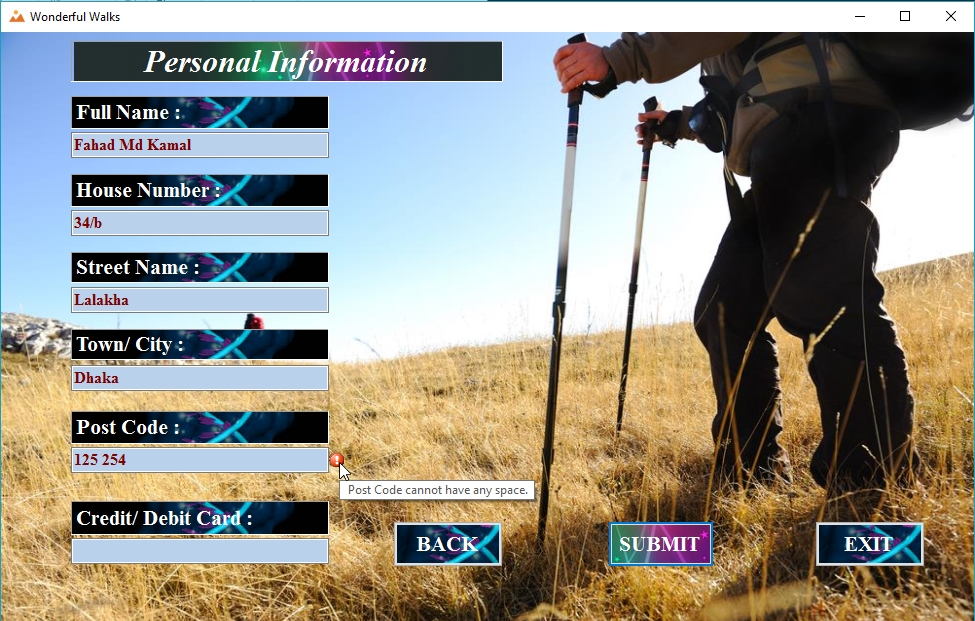 Wonderful Walks
Personal Information
Full Name :
Fahad Md Kamal
House Number :
34/b
Street Name :
Lalakha
Town/ City :
Dhaka
Post Code :
125 254
Post Code cannot have any space.
Credit/ Debit Card :
BACK
SUBMIT
EXIT